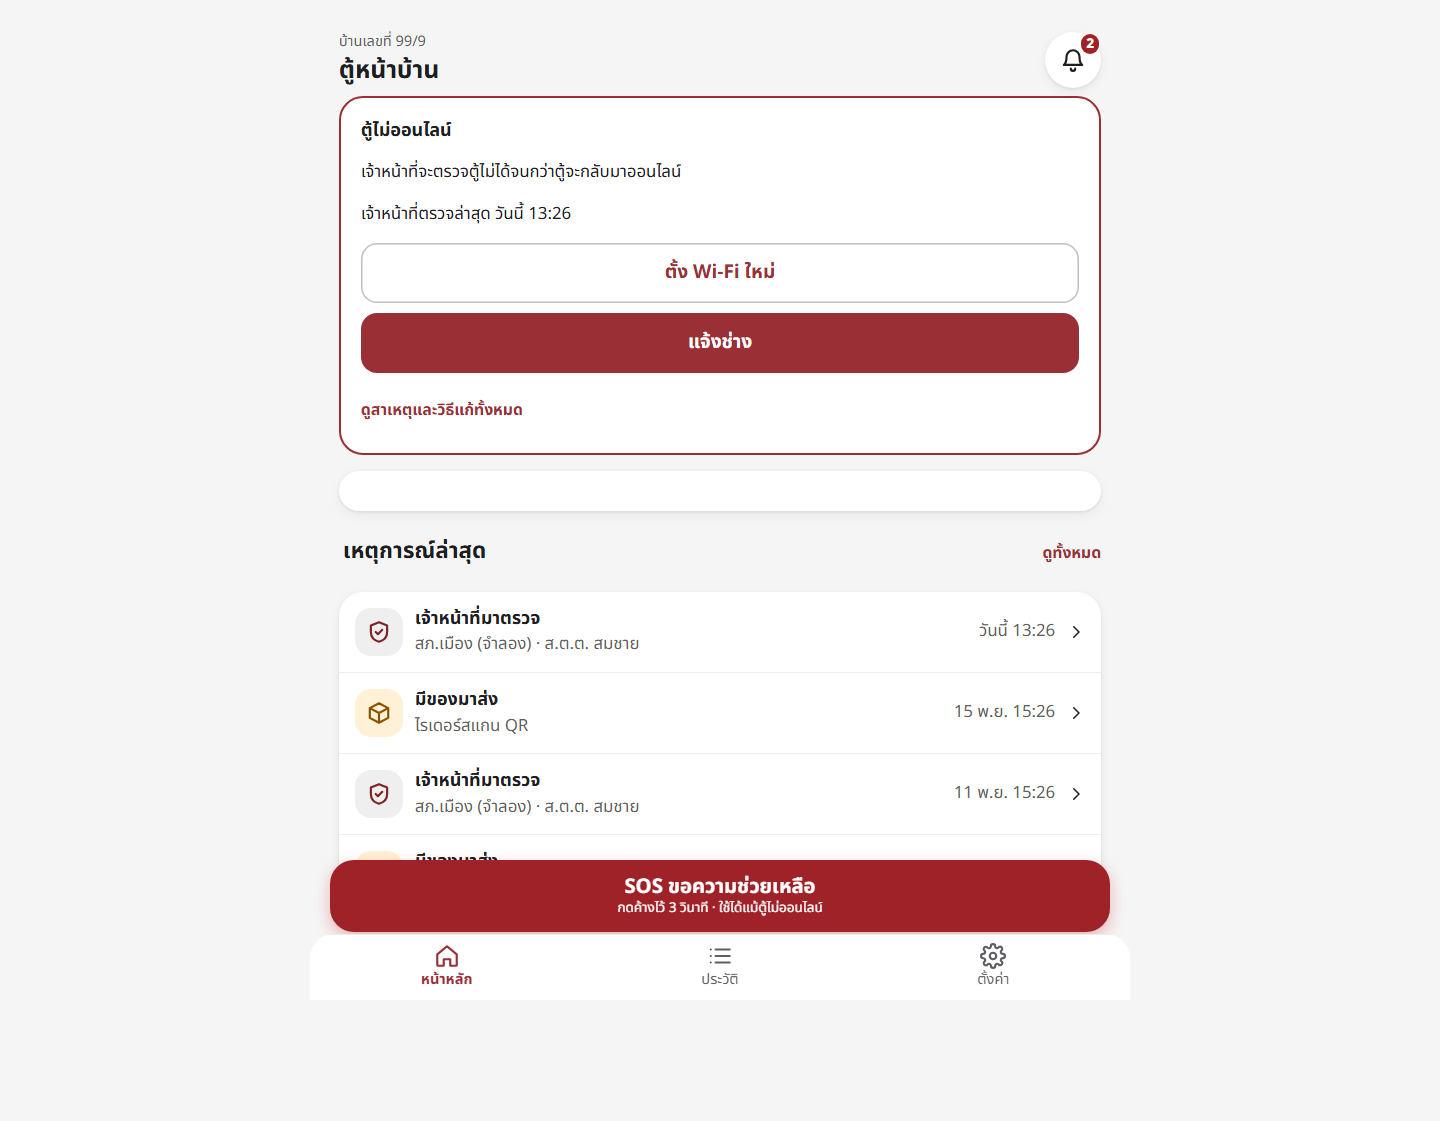 บ้านเลขที่ 99/9
ตู้หน้าบ้าน
2
ตู้ไม่ออนไลน์
เจ้าหน้าที่จะตรวจตู้ไม่ได้จนกว่าตู้จะกลับมาออนไลน์
เจ้าหน้าที่ตรวจล่าสุด วันนี้ 13:26
ตั้ง Wi-Fi ใหม่
แจ้งช่าง
ดูสาเหตุและวิธีแก้ทั้งหมด
เหตุการณ์ล่าสุด
ดูทั้งหมด
เจ้าหน้าที่มาตรวจ
สภ.เมือง (จำลอง) · ส.ต.ต. สมชาย
วันนี้ 13:26
มีของมาส่ง
ไรเดอร์สแกน QR
15 พ.ย. 15:26
เจ้าหน้าที่มาตรวจ
สภ.เมือง (จำลอง) · ส.ต.ต. สมชาย
11 พ.ย. 15:26
มีของมาส่ง
SOS ขอความช่วยเหลือ
กดค้างไว้ 3 วินาที · ใช้ได้แม้ตู้ไม่ออนไลน์
หน้าหลัก
ประวัติ
ตั้งค่า